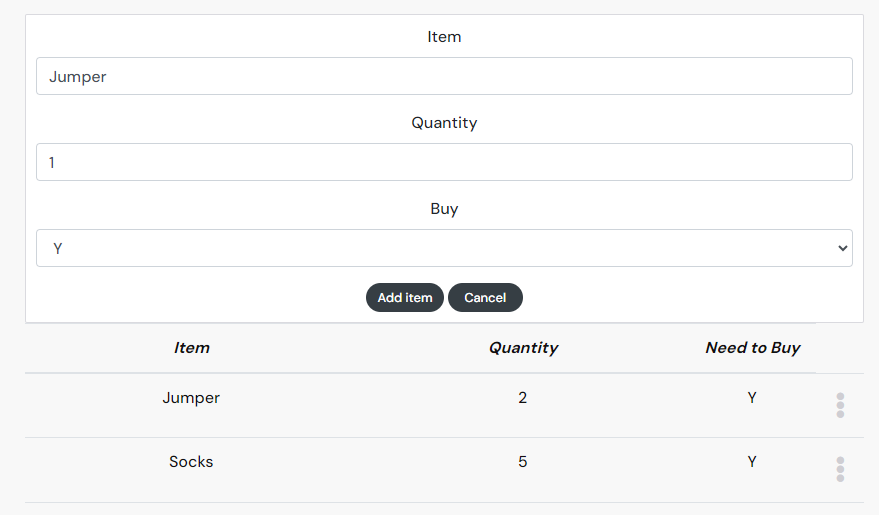 Item
Jumper
Quantity
1
Buy
Y
Add item Cancel
Item Quantity Need to Buy
Jumper 2 Y
Socks 5 Y